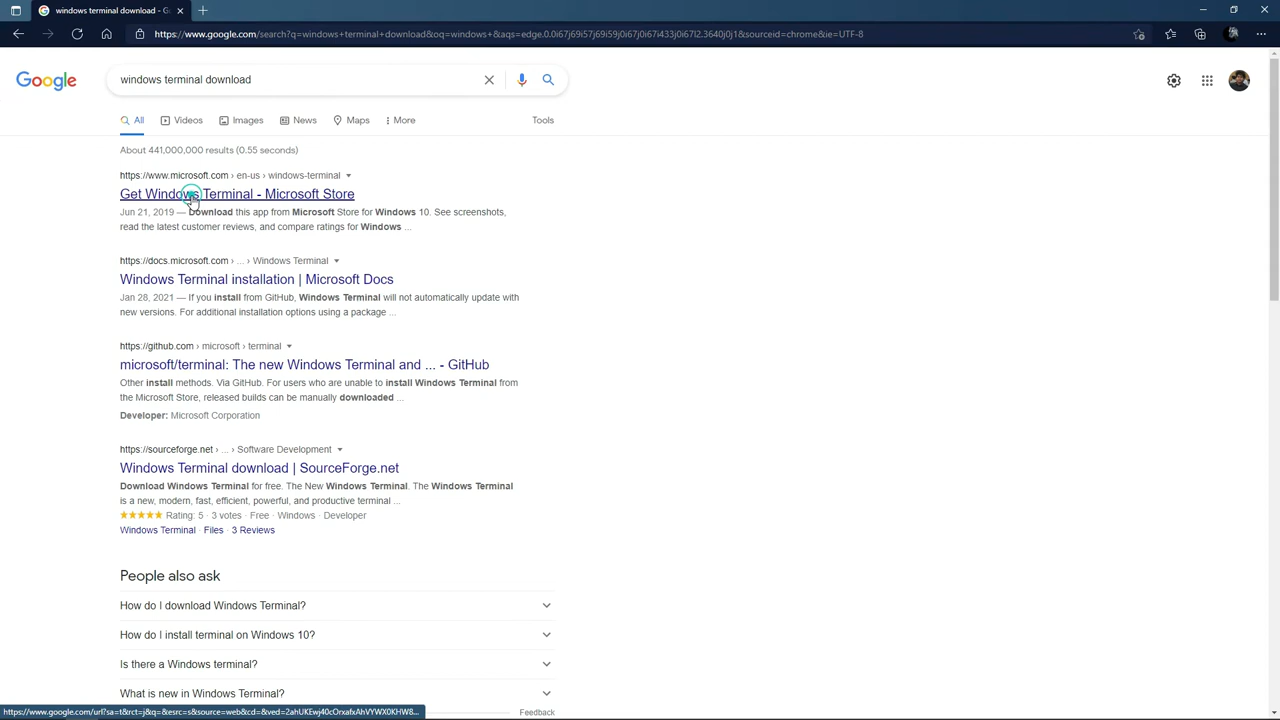 windows terminal download - G
https://www.google.com/search?q=windows+terminal+download&oq=windows+&aqs=edge.0.0i67j69i57j69i59j0i67j0i67i433j0i67l2.3640j0j1&sourceid=chrome&ie=UTF-8
Google
windows terminal download
All Videos Images News Maps More Tools
About 441,000,000 results (0.55 seconds)
https://www.microsoft.com › en-us › windows-terminal
Get Windows Terminal - Microsoft Store
Jun 21, 2019 — Download this app from Microsoft Store for Windows 10. See screenshots,
read the latest customer reviews, and compare ratings for Windows ...
https://docs.microsoft.com › ... › Windows Terminal
Windows Terminal installation | Microsoft Docs
Jan 28, 2021 — If you install from GitHub, Windows Terminal will not automatically update with
new versions. For additional installation options using a package ...
https://github.com › microsoft › terminal
microsoft/terminal: The new Windows Terminal and ... - GitHub
Other install methods. Via GitHub. For users who are unable to install Windows Terminal from
the Microsoft Store, released builds can be manually downloaded ...
Developer: Microsoft Corporation
https://sourceforge.net › ... › Software Development
Windows Terminal download | SourceForge.net
Download Windows Terminal for free. The New Windows Terminal. The Windows Terminal
is a new, modern, fast, efficient, powerful, and productive terminal ...
Rating: 5 · 3 votes · Free · Windows · Developer
Windows Terminal · Files · 3 Reviews
People also ask
How do I download Windows Terminal?
How do I install terminal on Windows 10?
Is there a Windows terminal?
What is new in Windows Terminal?
https://www.google.com/url?sa=t&rct=j&q=&esrc=s&source=web&cd=&ved=2ahUKEwj40cOrxafxAhVYWX0KHW8...
Feedback